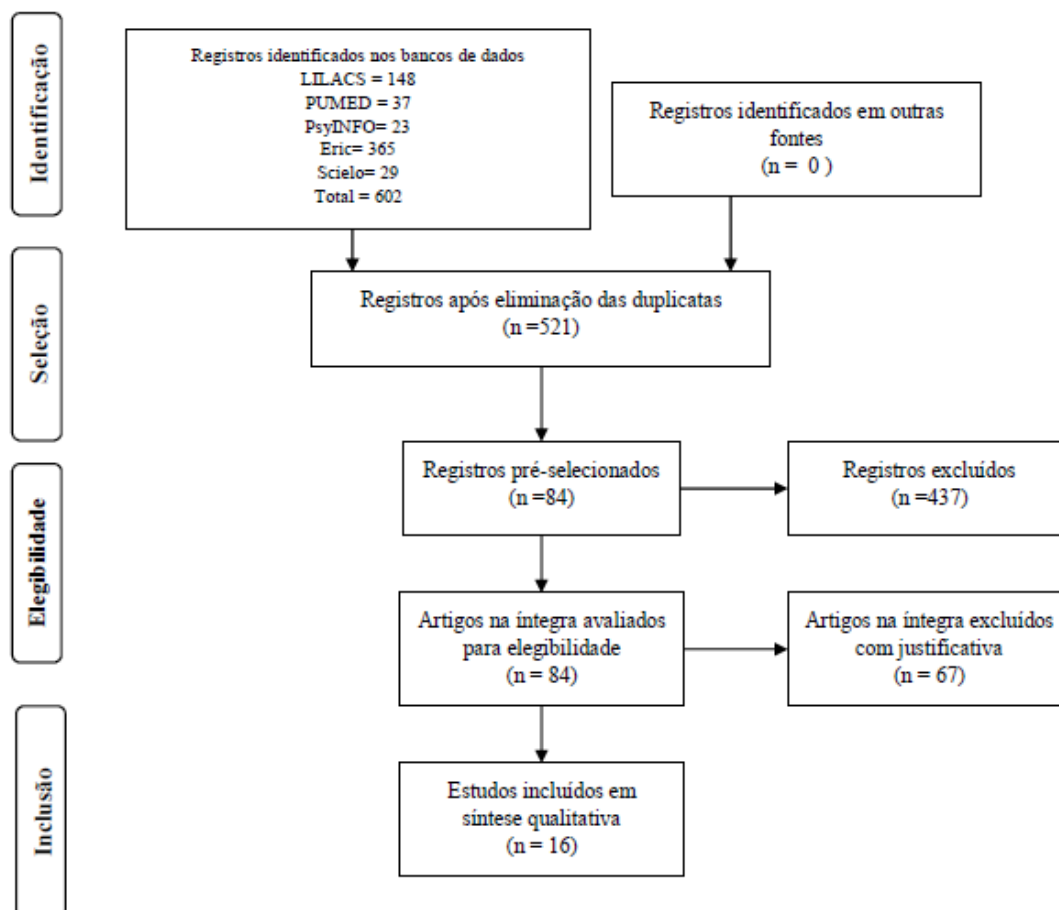 Identificação
Registros identificados nos bancos de dados
LILACS = 148
PUMED = 37
PsyINFO= 23
Eric= 365
Scielo= 29
Total = 602
Registros identificados em outras
fontes
(n = 0 )
Seleção
Registros após eliminação das duplicatas
(n =521)
Elegibilidade
Registros pré-selecionados
(n =84)
Registros excluídos
(n =437)
Artigos na íntegra avaliados
para elegibilidade
(n = 84)
Artigos na íntegra excluídos
com justificativa
(n = 67)
Inclusão
Estudos incluídos em
síntese qualitativa
(n = 16)